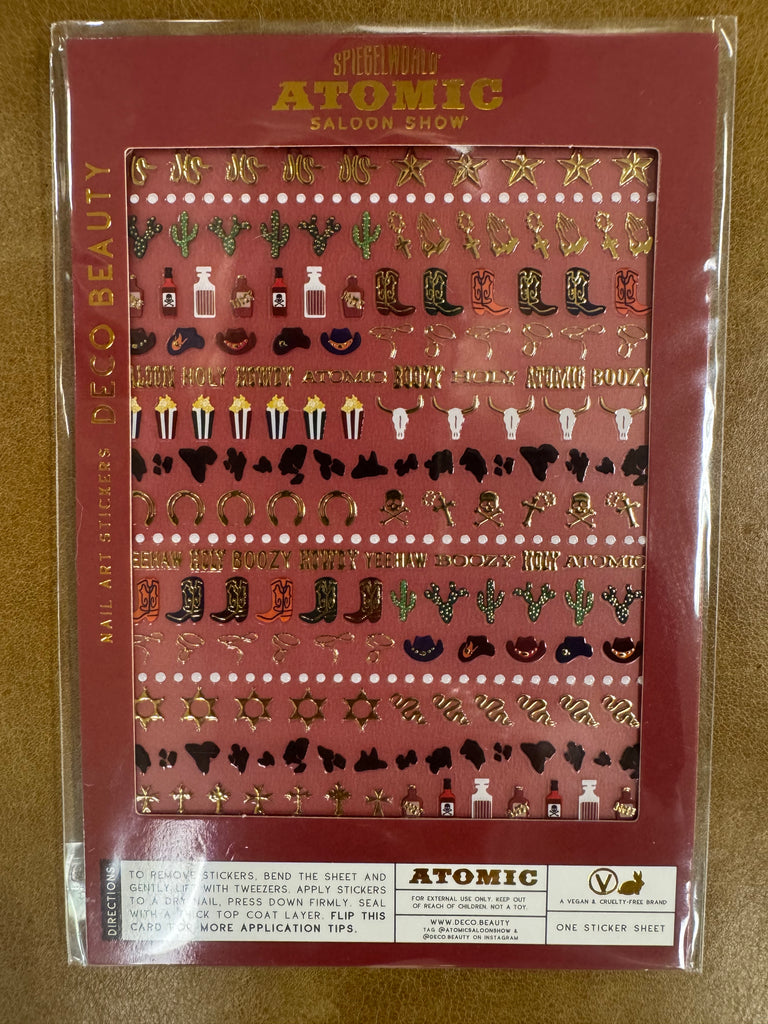 SPIEGELWORLD
ATOMIC
SALOON SHOW
DECO BEAUTY
NAIL ART STICKERS
HOLY HOWDY ATOMIC BOOZY HOLY ATOMIC BOOZY
EEHAW HOLY BOOZY HOWDY YEEHAW BOOZY HOLY ATOMIC
DIRECTIONS
TO REMOVE STICKERS, BEND THE SHEET AND
GENTLY LIFT WITH TWEEZERS. APPLY STICKERS
TO A DRY NAIL, PRESS DOWN FIRMLY. SEAL
WITH A THICK TOP COAT LAYER. FLIP THIS
CARD FOR MORE APPLICATION TIPS.
ATOMIC
FOR EXTERNAL USE ONLY. KEEP OUT
OF REACH OF CHILDREN. NOT A TOY.
WWW.DECO.BEAUTY
TAG @ATOMICSALOONSHOW &
@DECO.BEAUTY ON INSTAGRAM
V
A VEGAN & CRUELTY-FREE BRAND
ONE STICKER SHEET